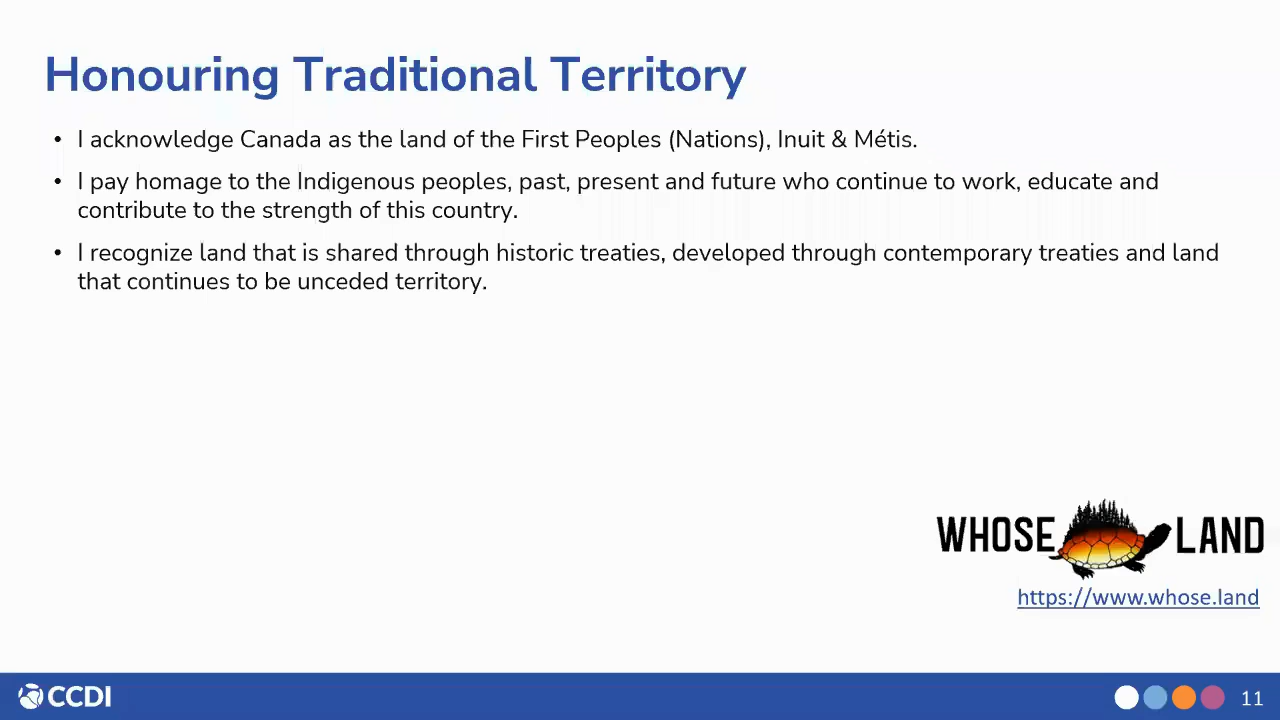 Honouring Traditional Territory
• I acknowledge Canada as the land of the First Peoples (Nations), Inuit & Métis.
• I pay homage to the Indigenous peoples, past, present and future who continue to work, educate and
contribute to the strength of this country.
• I recognize land that is shared through historic treaties, developed through contemporary treaties and land
that continues to be unceded territory.
WHOSE LAND
https://www.whose.land
CCDI
11